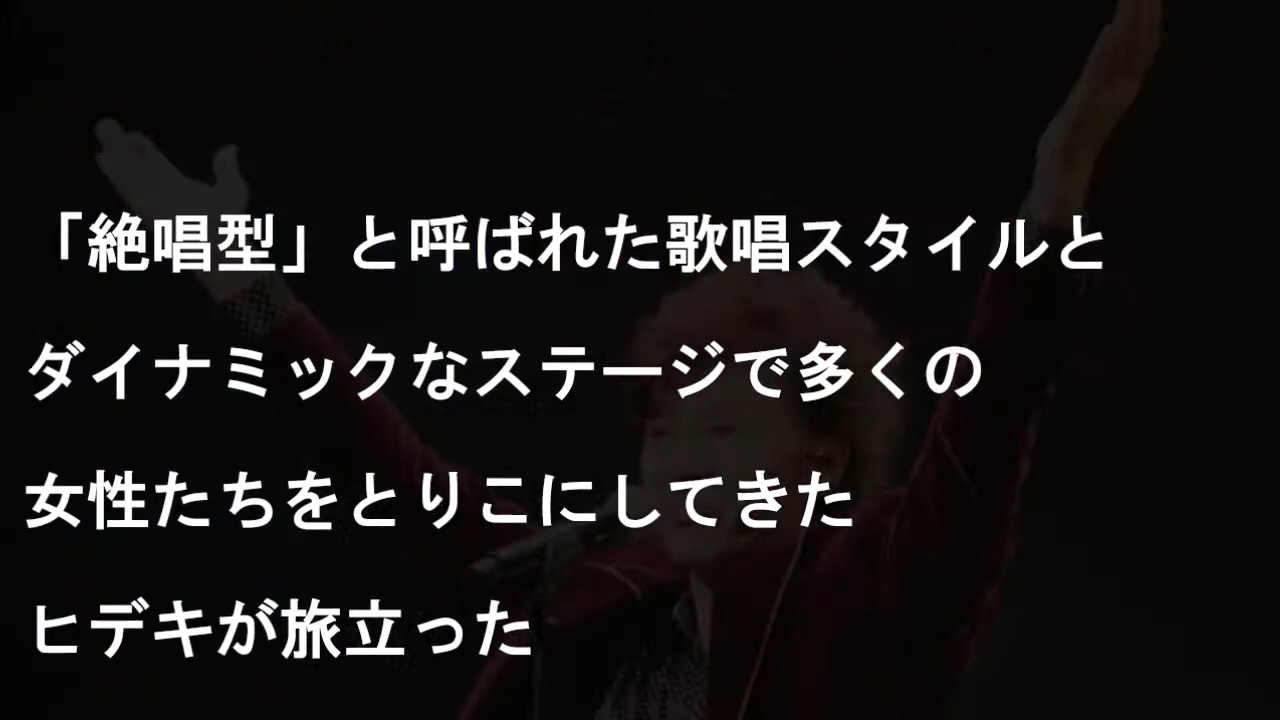 「絶唱型」と呼ばれた歌唱スタイルと
ダイナミックなステージで多くの
女性たちをとりこにしてきた
ヒデキが旅立った